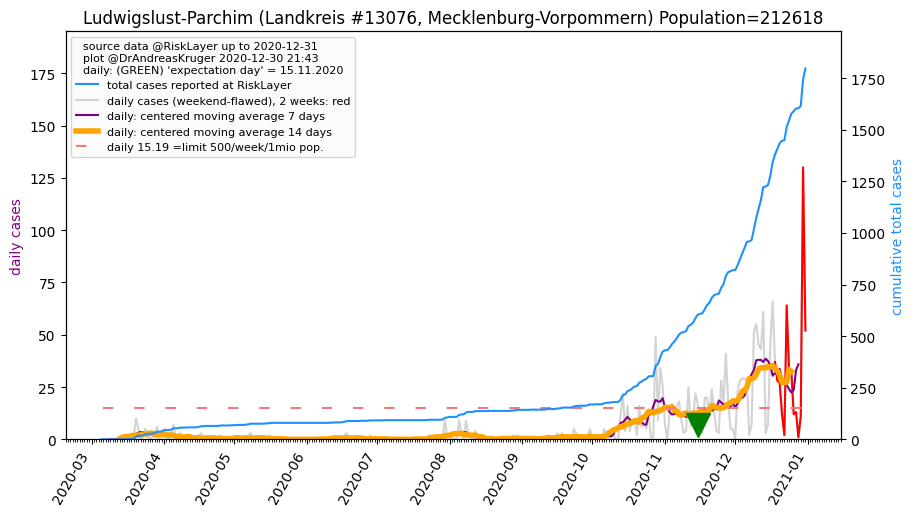 Ludwigslust-Parchim (Landkreis #13076, Mecklenburg-Vorpommern) Population=212618
source data @RiskLayer up to 2020-12-31
plot @DrAndreasKruger 2020-12-30 21:43
daily: (GREEN) 'expectation day' = 15.11.2020
total cases reported at RiskLayer
daily cases (weekend-flawed), 2 weeks: red
daily: centered moving average 7 days
daily: centered moving average 14 days
daily 15.19 =limit 500/week/1mio pop.
daily cases
175
150
125
100
75
50
25
0
cumulative total cases
1750
1500
1250
1000
750
500
250
0
2020-03
2020-04
2020-05
2020-06
2020-07
2020-08
2020-09
2020-10
2020-11
2020-12
2021-01